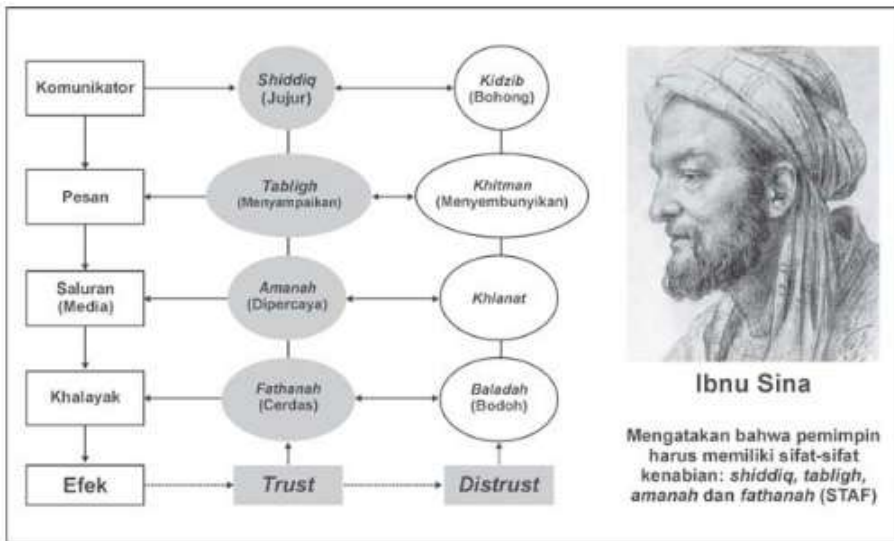 Komunikator
Shiddiq
(Jujur)
Kidzib
(Bohong)
Pesan
Tabligh
(Menyampaikan)
Khitman
(Menyembunyikan)
Saluran
(Media)
Amanah
(Dipercaya)
Khlanat
Khalayak
Fathanah
(Cerdas)
Baladah
(Bodoh)
Efek
Trust
Distrust
Ibnu Sina
Mengatakan bahwa pemimpin
harus memiliki sifat-sifat
kenabian: shiddiq, tabligh,
amanah dan fathanah (STAF)